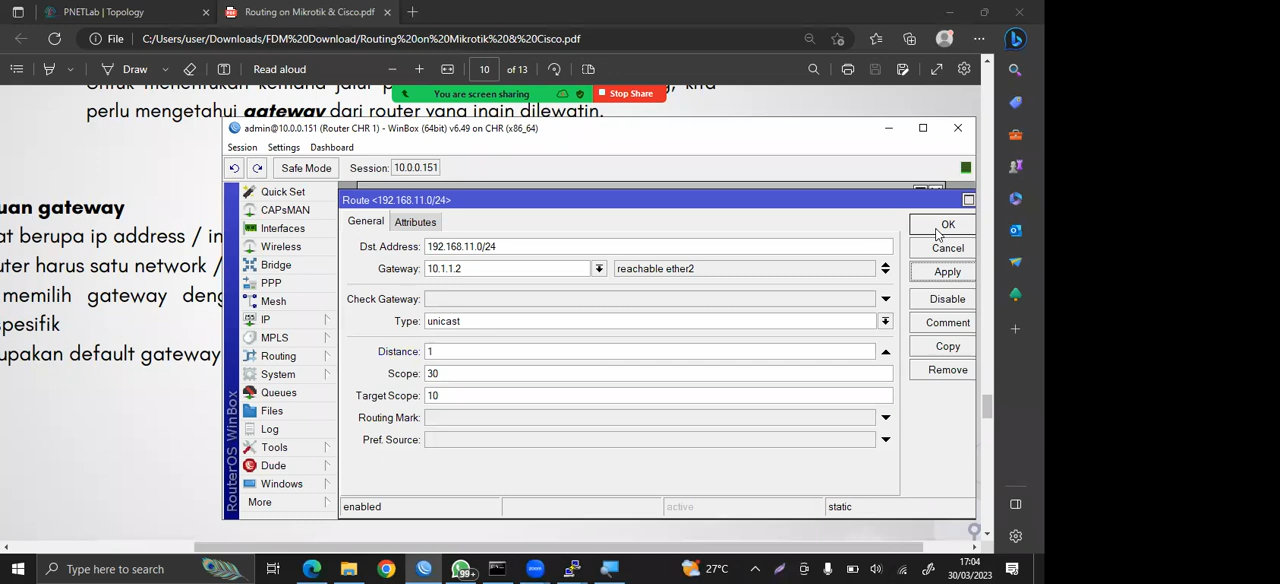 PNETLab | Topology
Routing on Mikrotik & Cisco.pdf
File
C:/Users/user/Downloads/FDM%20Download/Routing%20on%20Mikrotik%20&%20Cisco.pdf
Draw
Read aloud
10
of 13
You are screen sharing
Stop Share
perlu mengetahui gateway dari router yang ingin dilewatin.
admin@10.0.0.151 (Router CHR 1) - WinBox (64bit) v6.49 on CHR (x86_64)
Session
Settings
Dashboard
Safe Mode
Session:
10.0.0.151
Quick Set
CAPsMAN
Interfaces
Wireless
Bridge
PPP
Mesh
IP
MPLS
Routing
System
Queues
Files
Log
Tools
Dude
Windows
More
RouterOS WinBox
uan gateway
at berupa ip address / in
uter harus satu network /
memilih gateway deng
spesifik
upakan default gateway
Route <192.168.11.0/24>
General
Attributes
Dst. Address: 192.168.11.0/24
Gateway: 10.1.1.2
reachable ether2
Check Gateway:
Type: unicast
Distance: 1
Scope: 30
Target Scope: 10
Routing Mark:
Pref. Source:
OK
Cancel
Apply
Disable
Comment
Copy
Remove
enabled
active
static
Type here to search
99+
zoom
27°C
17:04
30/03/2023